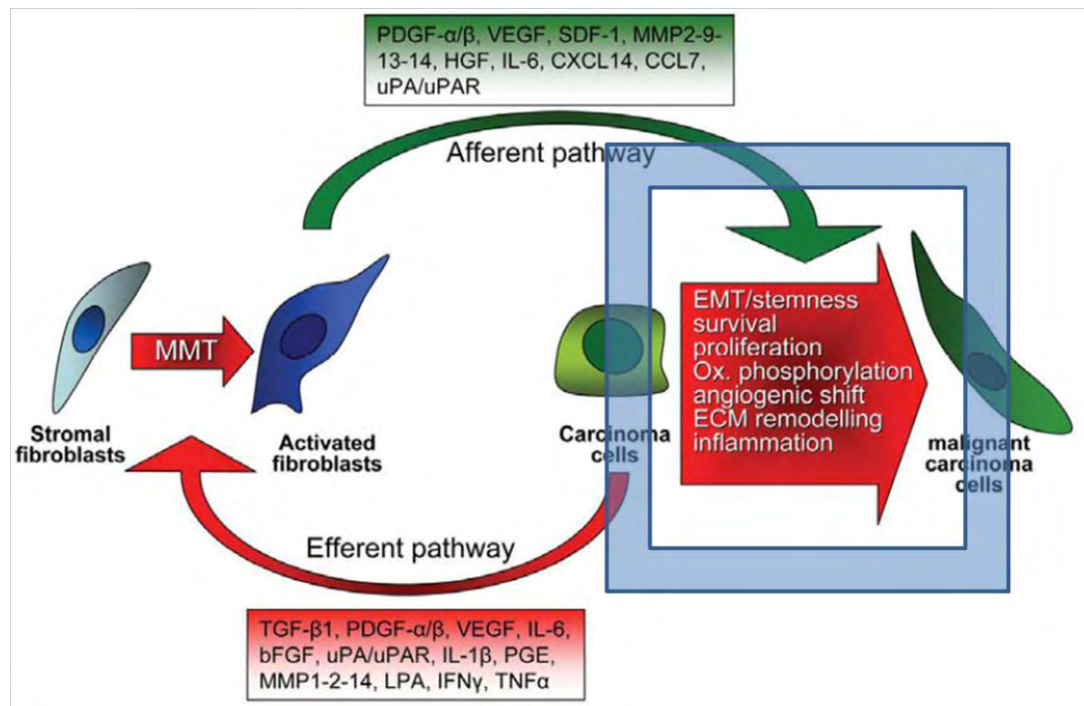 PDGF-α/β, VEGF, SDF-1, MMP2-9-
13-14, HGF, IL-6, CXCL14, CCL7,
uPA/uPAR
Afferent pathway
MMT
EMT/stemness
survival
proliferation
Ox. phosphorylation
angiogenic shift
ECM remodelling
inflammation
Stromal
fibroblasts
Activated
fibroblasts
Carcinoma
cells
malignant
carcinoma
cells
Efferent pathway
TGF-β1, PDGF-α/β, VEGF, IL-6,
bFGF, uPA/uPAR, IL-1β, PGE,
MMP1-2-14, LPA, IFNγ, TNFα